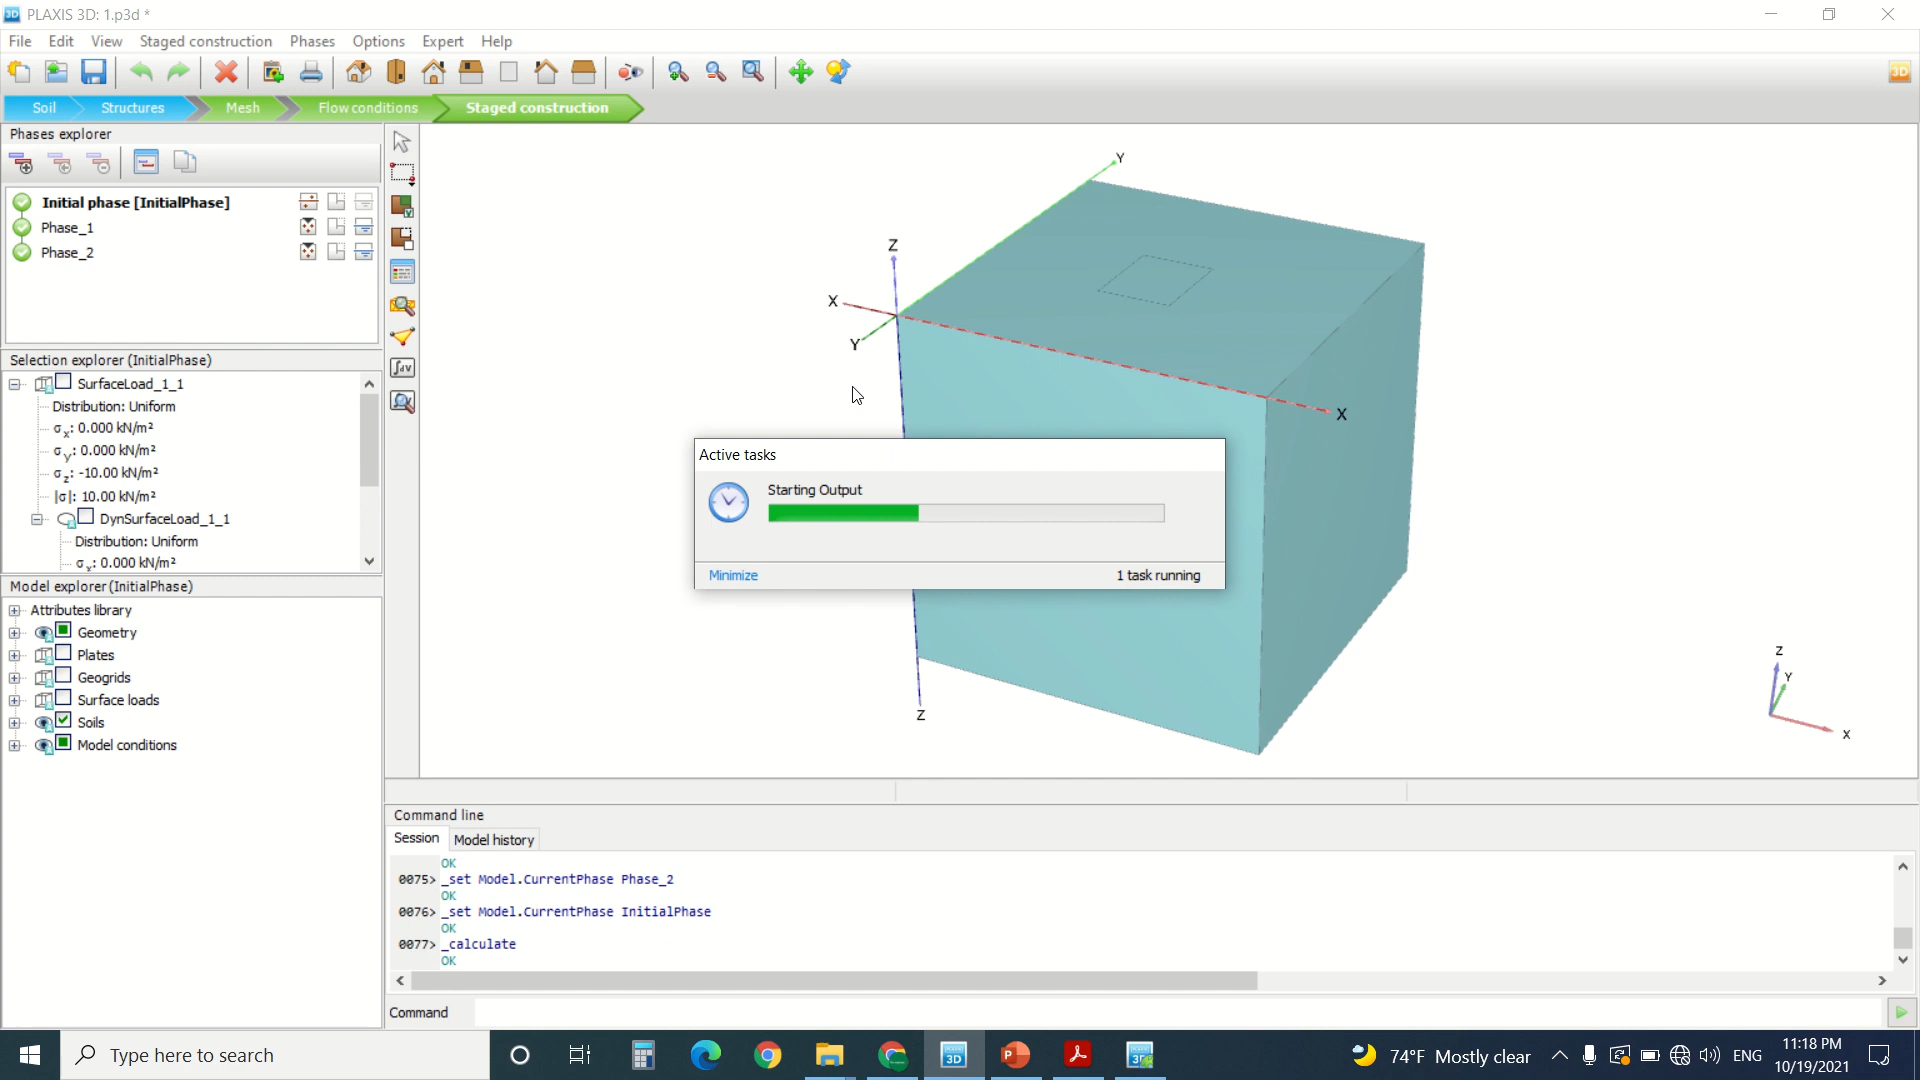 PLAXIS 3D: 1.p3d *
File Edit View Staged construction Phases Options Expert Help
Soil Structures Mesh Flow conditions Staged construction
Phases explorer
Initial phase [InitialPhase]
Phase_1
Phase_2
Selection explorer (InitialPhase)
SurfaceLoad_1_1
Distribution: Uniform
σx: 0.000 kN/m²
σy: 0.000 kN/m²
σz: -10.00 kN/m²
|σ|: 10.00 kN/m²
DynSurfaceLoad_1_1
Distribution: Uniform
σx: 0.000 kN/m²
Model explorer (InitialPhase)
Attributes library
Geometry
Plates
Geogrids
Surface loads
Soils
Model conditions
Y
Z
X
Y
X
Z
Z
Y
X
Active tasks
Starting Output
Minimize 1 task running
Command line
Session Model history
OK
0075> _set Model.CurrentPhase Phase_2
OK
0076> _set Model.CurrentPhase InitialPhase
OK
0077> _calculate
OK
Command
Type here to search
74°F Mostly clear ENG
11:18 PM
10/19/2021